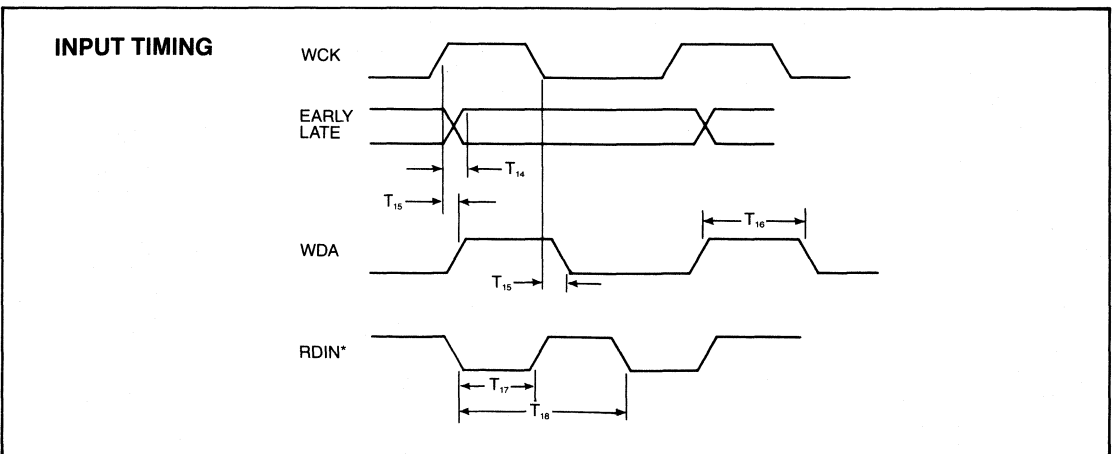 INPUT TIMING
WCK
EARLY
LATE
T₁₄
T₁₅
WDA
T₁₆
T₁₅
RDIN*
T₁₇
T₁₈